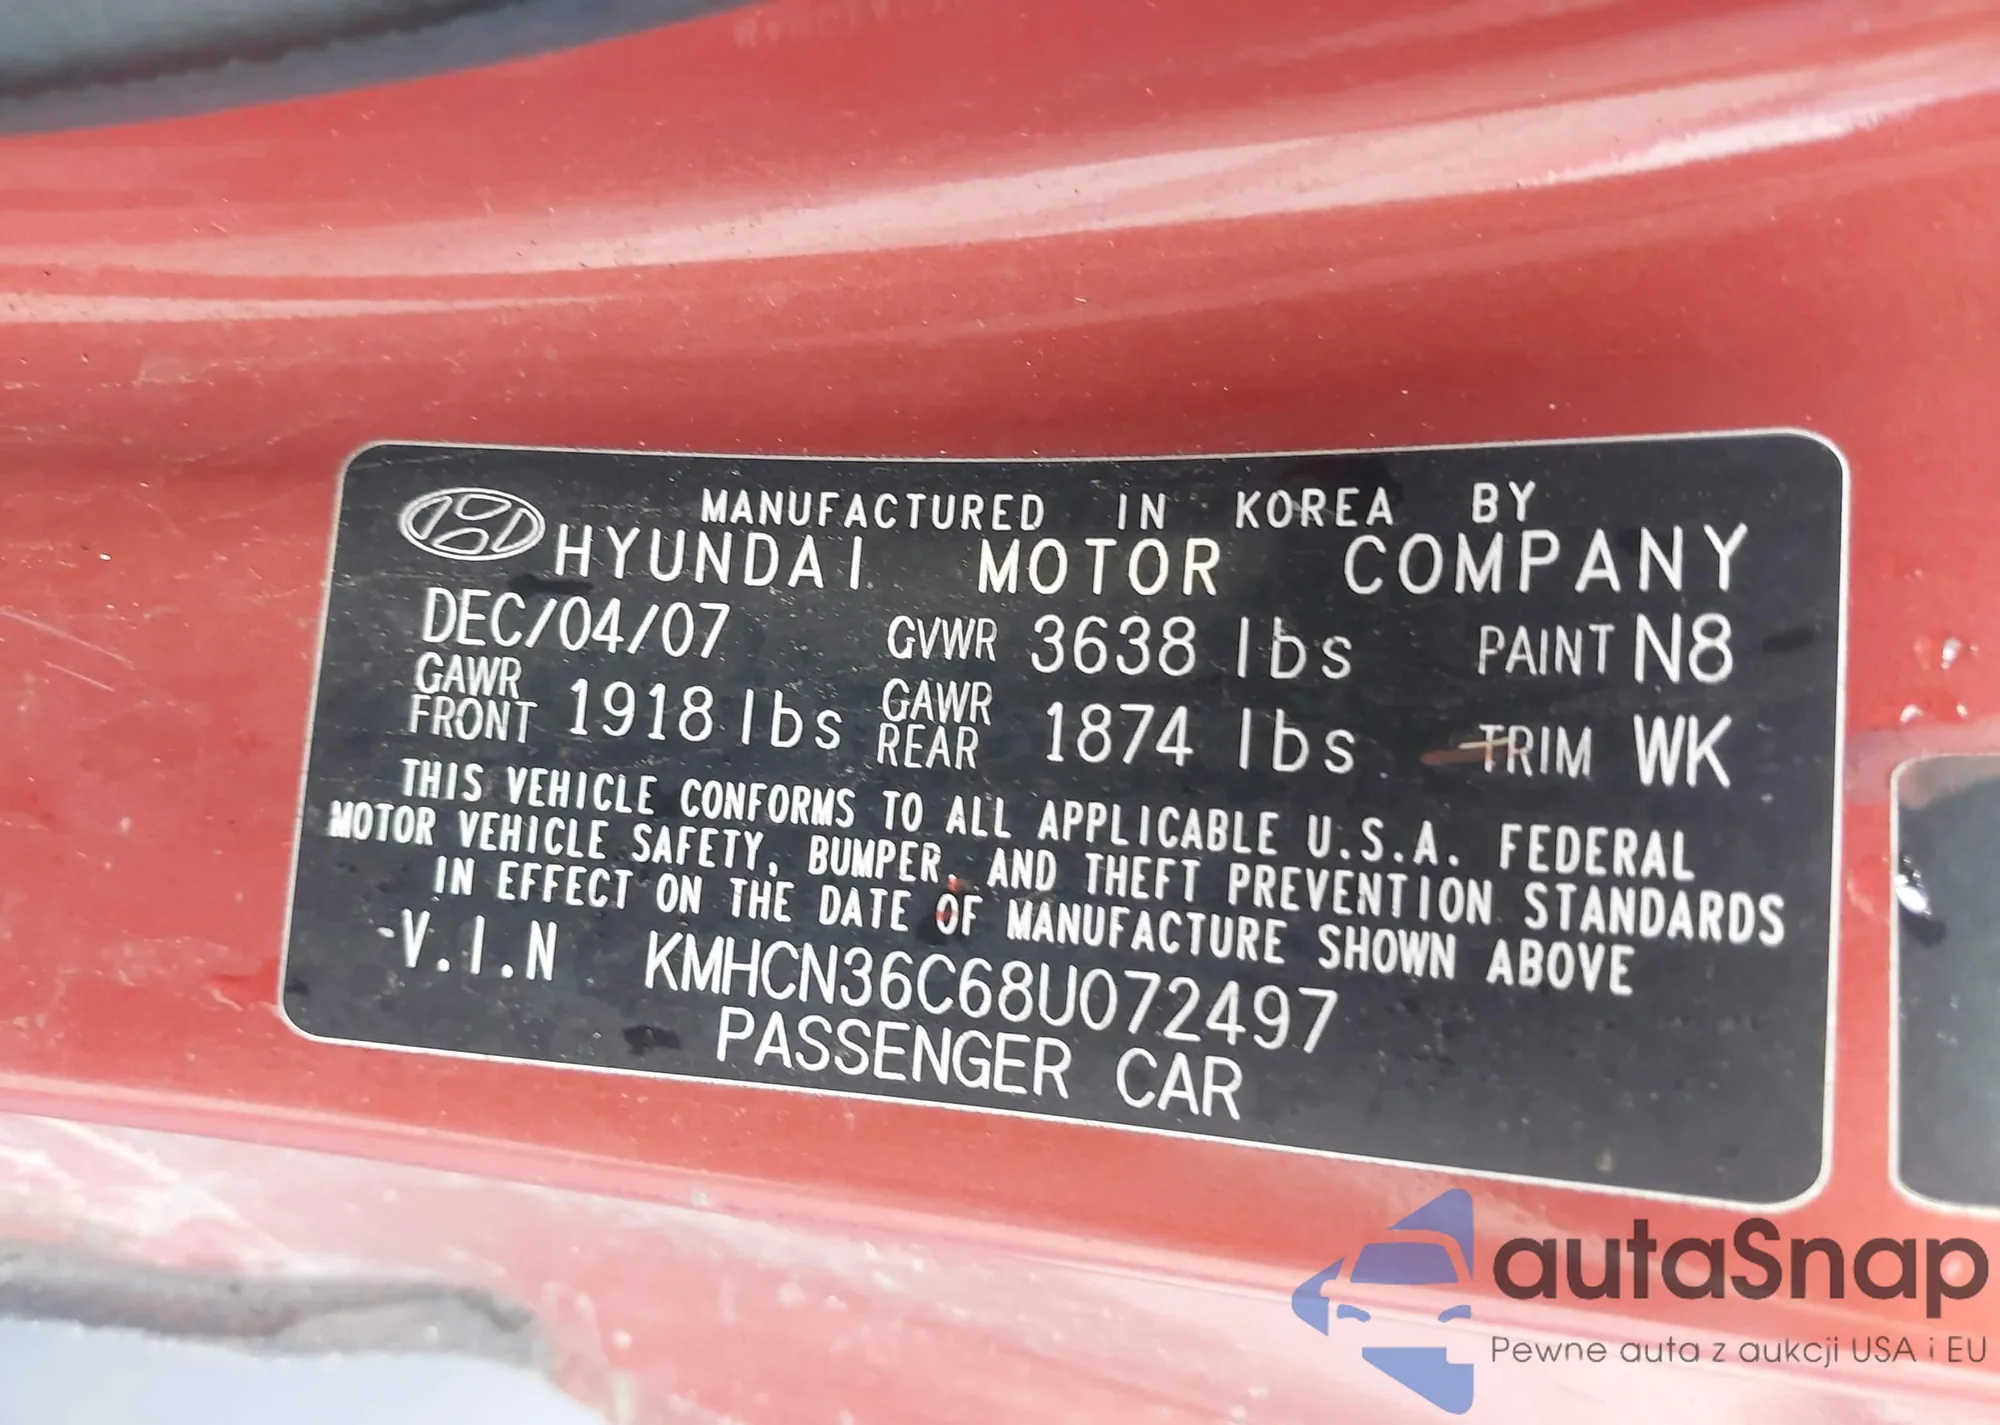 MANUFACTURED IN KOREA BY
HYUNDAI MOTOR COMPANY
DEC/04/07 GVWR 3638 lbs PAINT N8
GAWR FRONT 1918 lbs GAWR REAR 1874 lbs TRIM WK
THIS VEHICLE CONFORMS TO ALL APPLICABLE U.S.A. FEDERAL
MOTOR VEHICLE SAFETY, BUMPER, AND THEFT PREVENTION STANDARDS
IN EFFECT ON THE DATE OF MANUFACTURE SHOWN ABOVE
-V.I.N KMHCN36C68U072497
PASSENGER CAR
autaSnap
Pewne auta z aukcji USA i EU